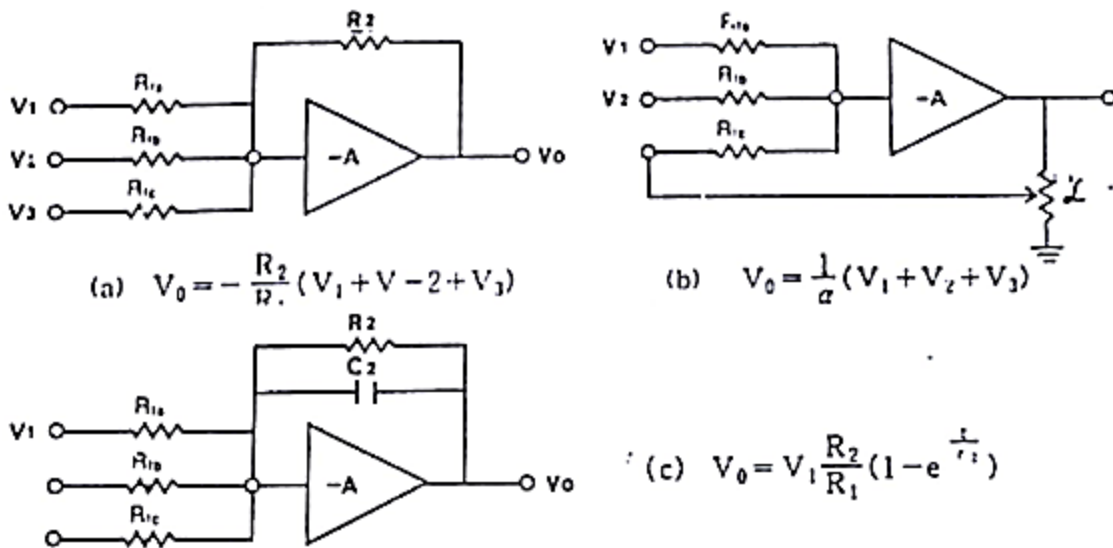 R2
V1 R1a
V2 R1b -A Vo
V3 R1c
(a) V0 = - R2/R. (V1 + V - 2 + V3)
V1
V2 R1b -A
R1c
(b) V0 = 1/α (V1 + V2 + V3)
R2
C2
V1 R1a
R1b -A Vo
R1c
(c) V0 = V1 R2/R1 (1 - e